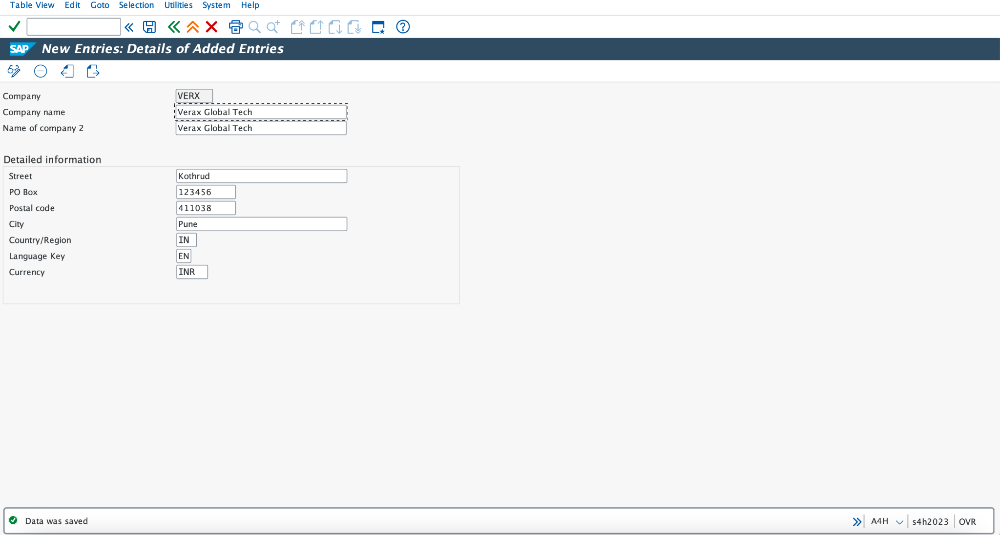 Table View Edit Goto Selection Utilities System Help
SAP New Entries: Details of Added Entries
Company VERX
Company name Verax Global Tech
Name of company 2 Verax Global Tech
Detailed information
Street Kothrud
PO Box 123456
Postal code 411038
City Pune
Country/Region IN
Language Key EN
Currency INR
Data was saved A4H s4h2023 OVR